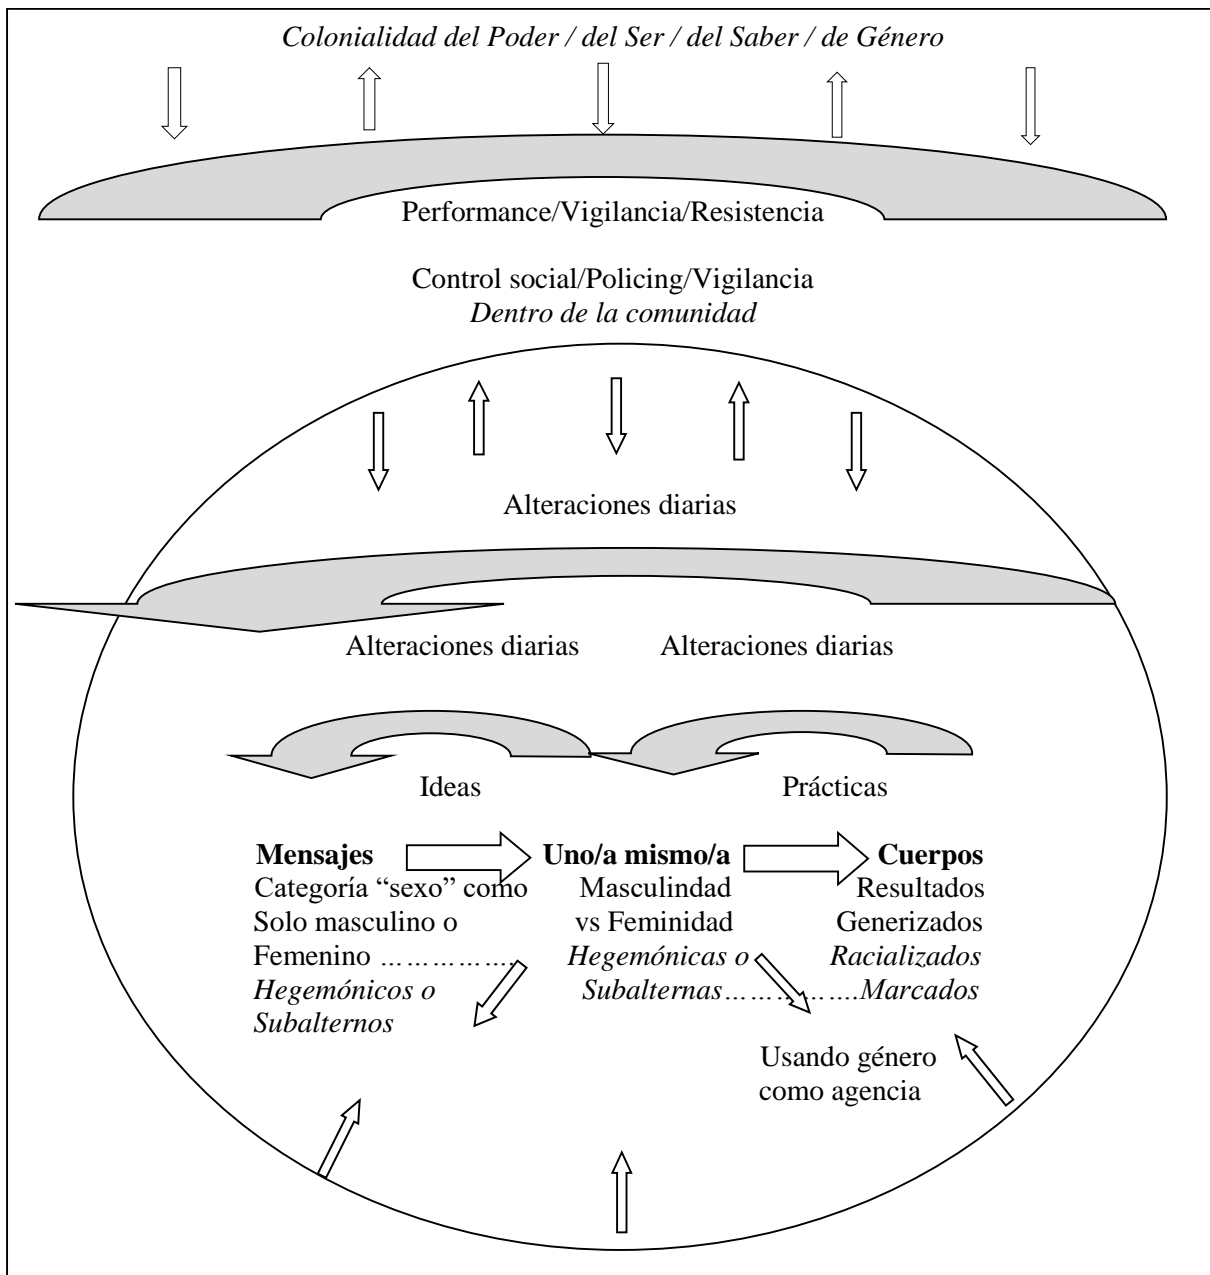 Colonialidad del Poder / del Ser / del Saber / de Género
Performance/Vigilancia/Resistencia
Control social/Policing/Vigilancia
Dentro de la comunidad
Alteraciones diarias
Alteraciones diarias
Alteraciones diarias
Ideas
Prácticas
Mensajes
Categoría “sexo” como
Solo masculino o
Femenino ……………..
Hegemónicos o
Subalternos
Uno/a mismo/a
Masculindad
vs Feminidad
Hegemónicas o
Subalternas…………….Marcados
Cuerpos
Resultados
Generizados
Racializados
Usando género
como agencia